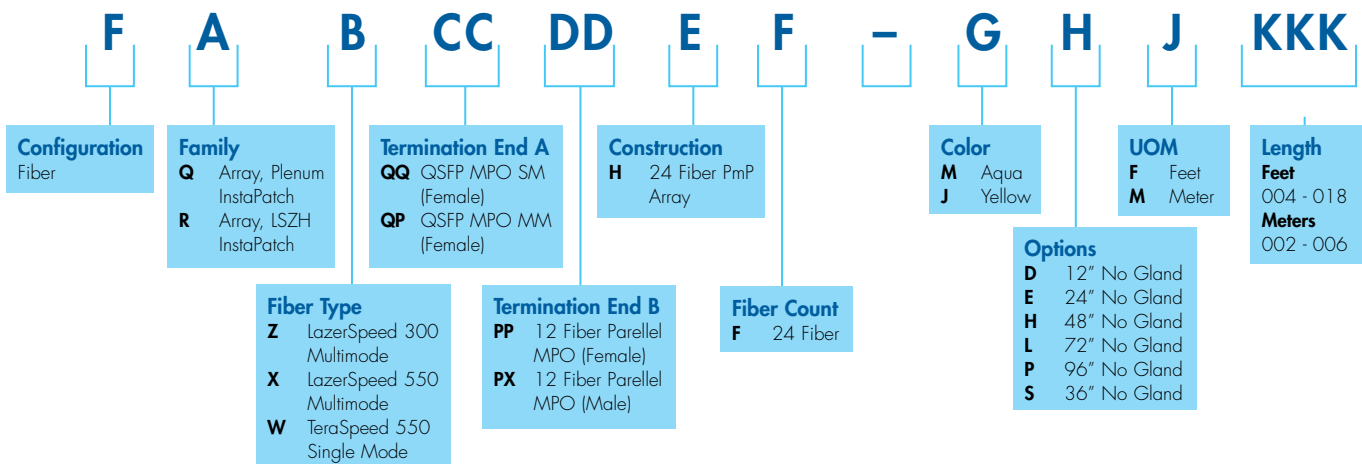 F A B CC DD E F – G H J KKK
Configuration
Fiber
Family
Q Array, Plenum
InstaPatch
R Array, LSZH
InstaPatch
Fiber Type
Z LazerSpeed 300
Multimode
X LazerSpeed 550
Multimode
W TeraSpeed 550
Single Mode
Termination End A
QQ QSFP MPO SM
(Female)
QP QSFP MPO MM
(Female)
Termination End B
PP 12 Fiber Parellel
MPO (Female)
PX 12 Fiber Parellel
MPO (Male)
Construction
H 24 Fiber PmP
Array
Fiber Count
F 24 Fiber
Color
M Aqua
J Yellow
Options
D 12” No Gland
E 24” No Gland
H 48” No Gland
L 72” No Gland
P 96” No Gland
S 36” No Gland
UOM
F Feet
M Meter
Length
Feet
004 - 018
Meters
002 - 006